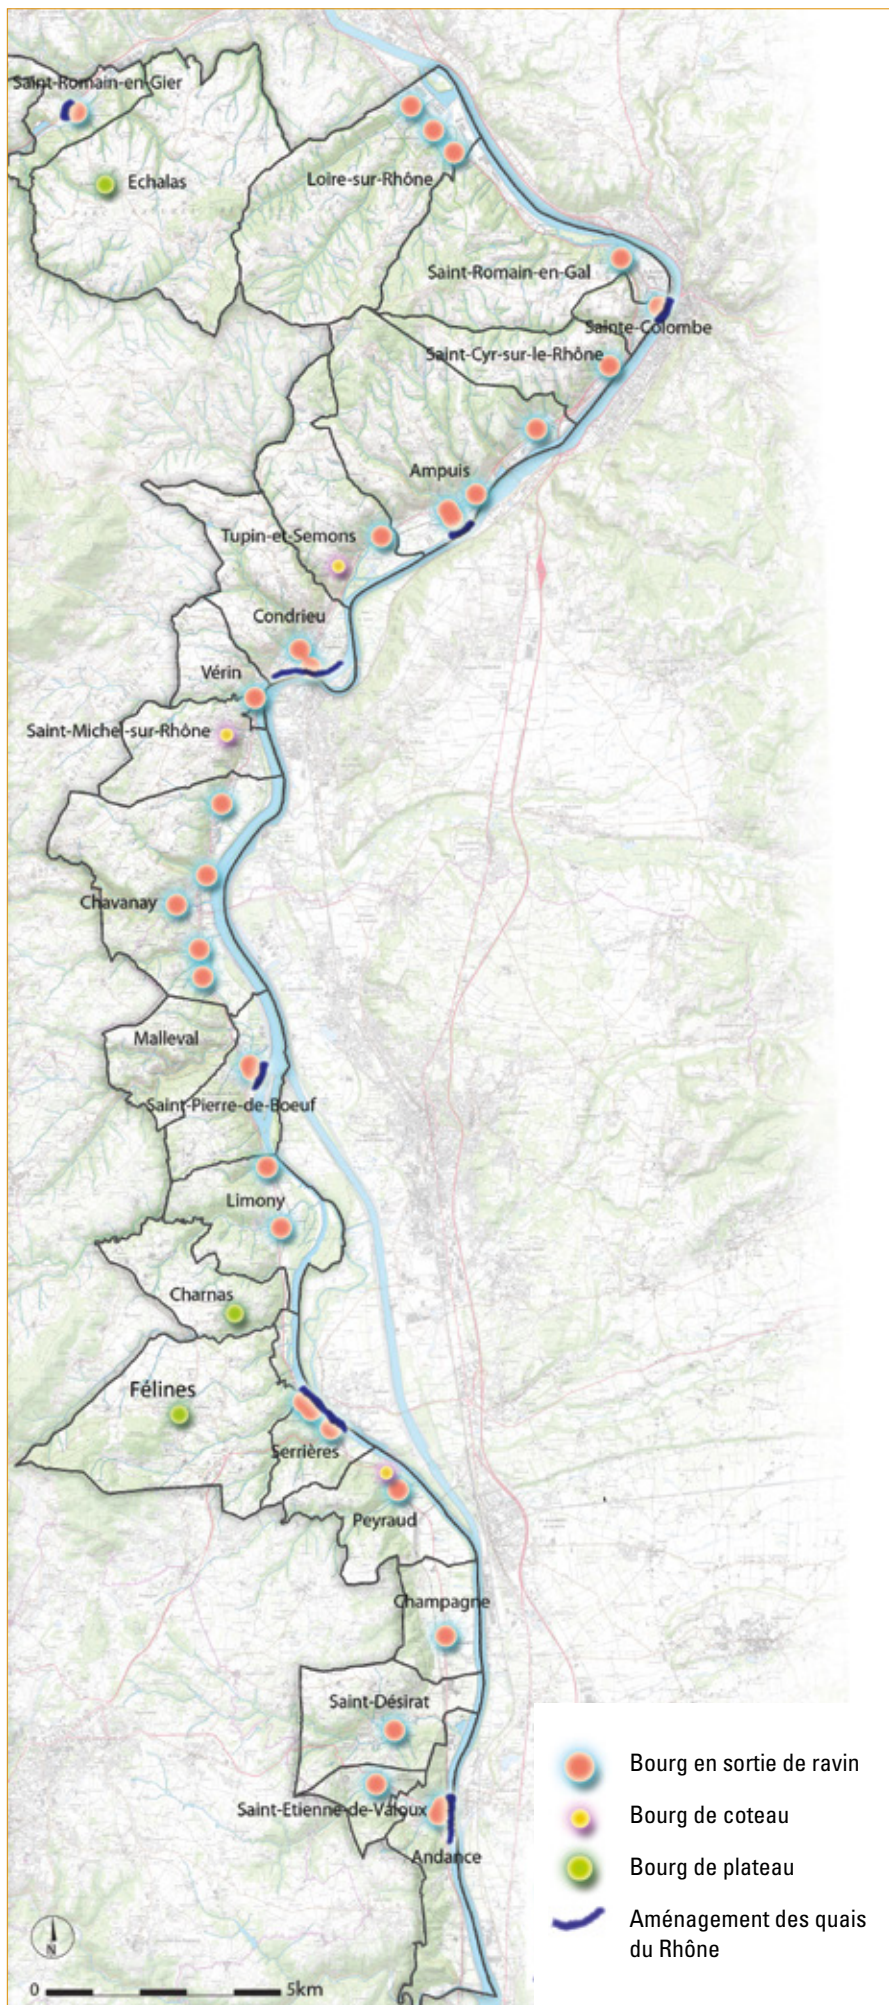 Saint-Romain-en-Gier
Echalas
Loire-sur-Rhône
Saint-Romain-en-Gal
Sainte-Colombe
Saint-Cyr-sur-le-Rhône
Ampuis
Tupin-et-Semons
Condrieu
Vérin
Saint-Michel-sur-Rhône
Chavanay
Malleval
Saint-Pierre-de-Boeuf
Limony
Charnas
Félines
Serrières
Peyraud
Champagne
Saint-Désirat
Saint-Etienne-de-Valoux
Andance
Bourg en sortie de ravin
Bourg de coteau
Bourg de plateau
Aménagement des quais
du Rhône
N
0 5km